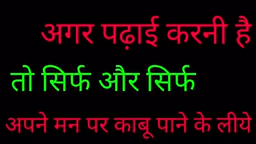 अगर पढ़ाई करनी है
तो सिर्फ और सिर्फ
अपने मन पर काबू पाने के लीये